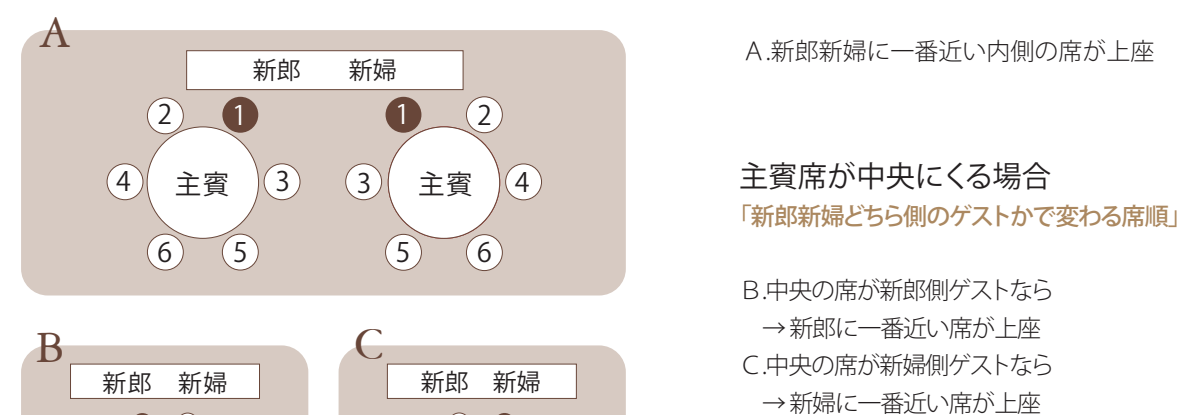 A
新郎 新婦
2 1 1 2
4 主賓 3 3 主賓 4
6 5 5 6
A.新郎新婦に一番近い内側の席が上座
主賓席が中央にくる場合
「新郎新婦どちら側のゲストかで変わる席順」
B.中央の席が新郎側ゲストなら
→新郎に一番近い席が上座
C.中央の席が新婦側ゲストなら
→新婦に一番近い席が上座
B
新郎 新婦
C
新郎 新婦